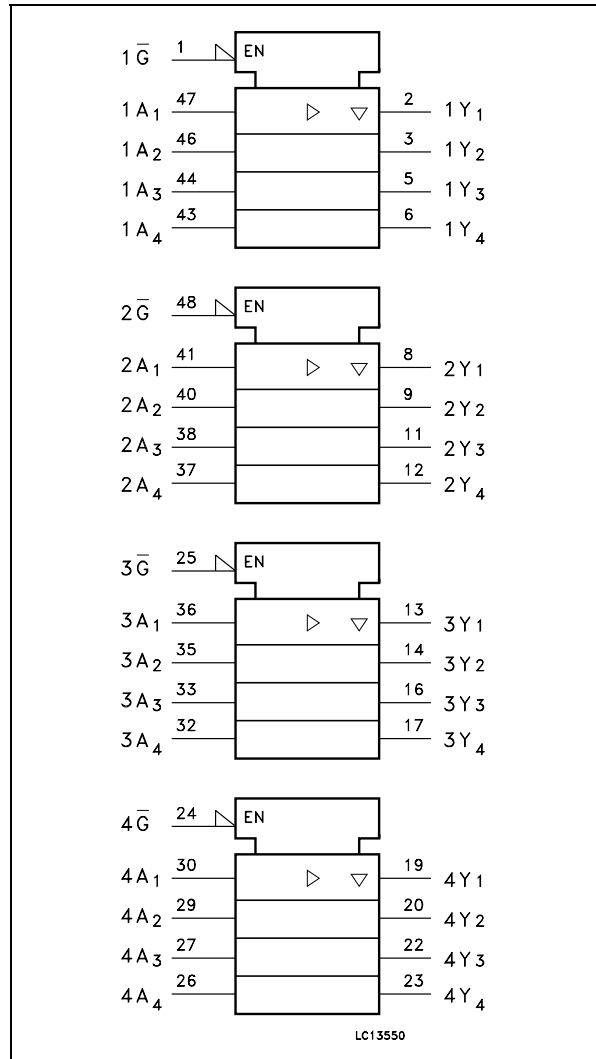 1G̅ 1 EN
1A₁ 47 2 1Y₁
1A₂ 46 3 1Y₂
1A₃ 44 5 1Y₃
1A₄ 43 6 1Y₄
2G̅ 48 EN
2A₁ 41 8 2Y₁
2A₂ 40 9 2Y₂
2A₃ 38 11 2Y₃
2A₄ 37 12 2Y₄
3G̅ 25 EN
3A₁ 36 13 3Y₁
3A₂ 35 14 3Y₂
3A₃ 33 16 3Y₃
3A₄ 32 17 3Y₄
4G̅ 24 EN
4A₁ 30 19 4Y₁
4A₂ 29 20 4Y₂
4A₃ 27 22 4Y₃
4A₄ 26 23 4Y₄
LC13550